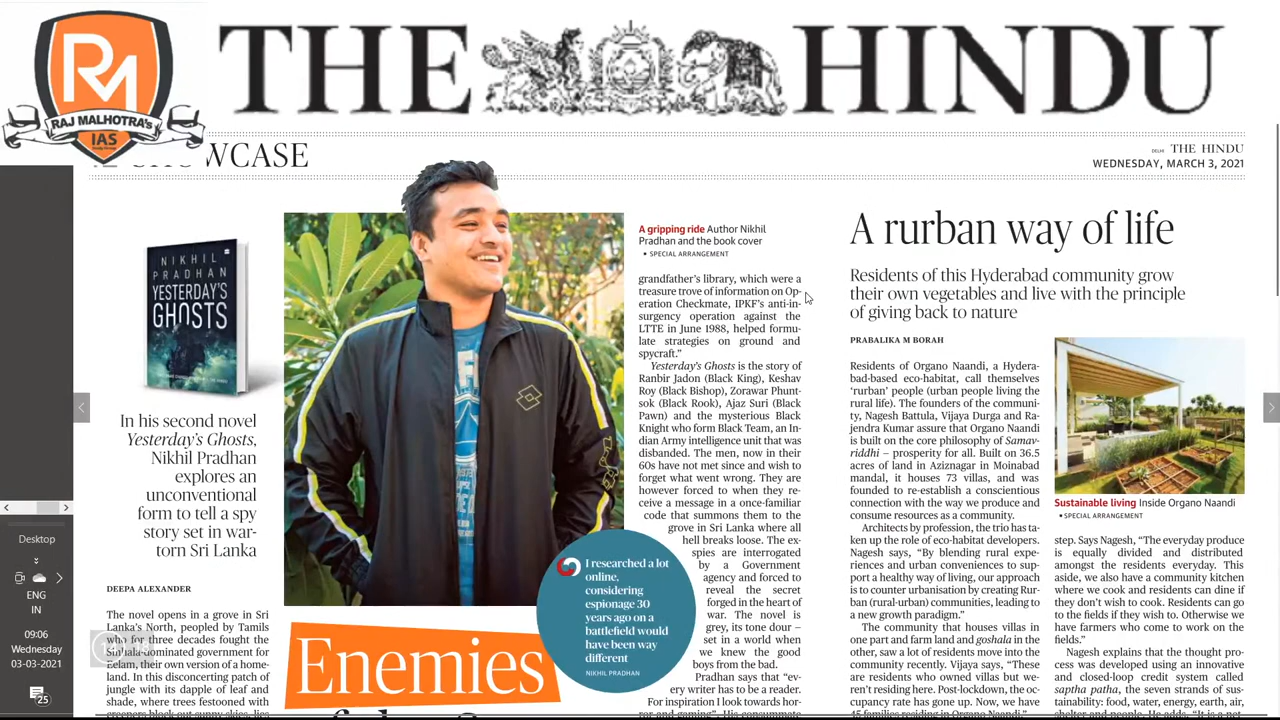 THE HINDU
RM
RAJ MALHOTRA's
IAS
WCASE
DELHI THE HINDU
WEDNESDAY, MARCH 3, 2021
NIKHIL
PRADHAN
YESTERDAY'S
GHOSTS
In his second novel
Yesterday's Ghosts,
Nikhil Pradhan
explores an
unconventional
form to tell a spy
story set in war-
torn Sri Lanka
DEEPA ALEXANDER
The novel opens in a grove in Sri
Lanka's North, peopled by Tamils
who for three decades fought the
Sinhala-dominated government for
Eelam, their own version of a home-
land. In this disconcerting patch of
jungle with its dapple of leaf and
shade, where trees festooned with
Enemies
I researched a lot
online,
considering
espionage 30
years ago on a
battlefield would
have been way
different
NIKHIL PRADHAN
A gripping ride Author Nikhil
Pradhan and the book cover
• SPECIAL ARRANGEMENT
grandfather's library, which were a
treasure trove of information on Op-
eration Checkmate, IPKF's anti-in-
surgency operation against the
LTTE in June 1988, helped formu-
late strategies on ground and
spycraft."
Yesterday's Ghosts is the story of
Ranbir Jadon (Black King), Keshav
Roy (Black Bishop), Zorawar Phunt-
sok (Black Rook), Ajaz Suri (Black
Pawn) and the mysterious Black
Knight who form Black Team, an In-
dian Army intelligence unit that was
disbanded. The men, now in their
60s have not met since and wish to
forget what went wrong. They are
however forced to when they re-
ceive a message in a once-familiar
code that summons them to the
grove in Sri Lanka where all
hell breaks loose. The ex-
spies are interrogated
by a Government
agency and forced to
reveal the secret
forged in the heart of
war. The novel is
grey, its tone dour –
set in a world when
we knew the good
boys from the bad.
Pradhan says that "ev-
ery writer has to be a reader.
For inspiration I look towards hor-
ror and gaming". His consummate
A rurban way of life
Residents of this Hyderabad community grow
their own vegetables and live with the principle
of giving back to nature
PRABALIKA M BORAH
Residents of Organo Naandi, a Hydera-
bad-based eco-habitat, call themselves
'rurban' people (urban people living the
rural life). The founders of the communi-
ty, Nagesh Battula, Vijaya Durga and Ra-
jendra Kumar assure that Organo Naandi
is built on the core philosophy of Samav-
riddhi – prosperity for all. Built on 36.5
acres of land in Aziznagar in Moinabad
mandal, it houses 73 villas, and was
founded to re-establish a conscientious
connection with the way we produce and
consume resources as a community.
Architects by profession, the trio has ta-
ken up the role of eco-habitat developers.
Nagesh says, "By blending rural expe-
riences and urban conveniences to sup-
port a healthy way of living, our approach
is to counter urbanisation by creating Rur-
ban (rural-urban) communities, leading to
a new growth paradigm."
The community that houses villas in
one part and farm land and goshala in the
other, saw a lot of residents move into the
community recently. Vijaya says, "These
are residents who owned villas but we-
ren't residing here. Post-lockdown, the oc-
cupancy rate has gone up. Now, we have
45 families residing in Organo Naandi."
Sustainable living Inside Organo Naandi
• SPECIAL ARRANGEMENT
step. Says Nagesh, "The everyday produce
is equally divided and distributed
amongst the residents everyday. This
aside, we also have a community kitchen
where we cook and residents can dine if
they don't wish to cook. Residents can go
to the fields if they wish to. Otherwise we
have farmers who come to work on the
fields."
Nagesh explains that the thought pro-
cess was developed using an innovative
and closed-loop credit system called
saptha patha, the seven strands of sus-
tainability: food, water, energy, earth, air,
Desktop
ENG
IN
09:06
Wednesday
03-03-2021
25